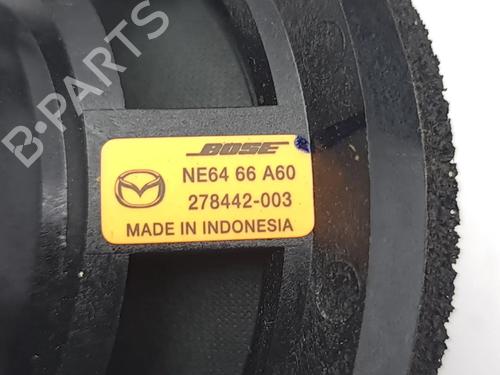 B-PARTS
BOSE
NE64 66 A60
278442-003
MADE IN INDONESIA